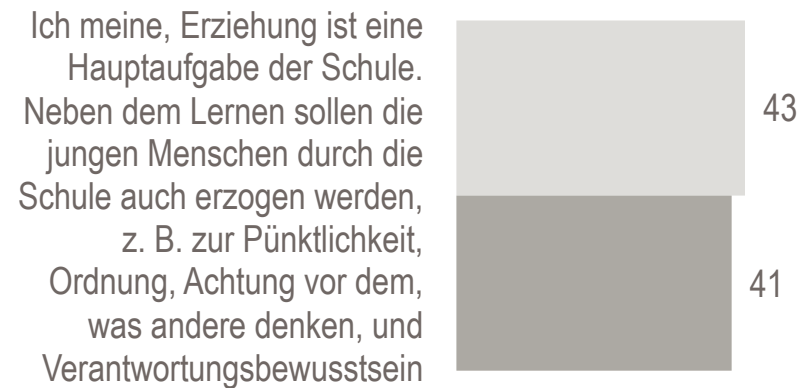 Ich meine, Erziehung ist eine
Hauptaufgabe der Schule.
Neben dem Lernen sollen die
jungen Menschen durch die
Schule auch erzogen werden,
z. B. zur Pünktlichkeit,
Ordnung, Achtung vor dem,
was andere denken, und
Verantwortungsbewusstsein
43
41